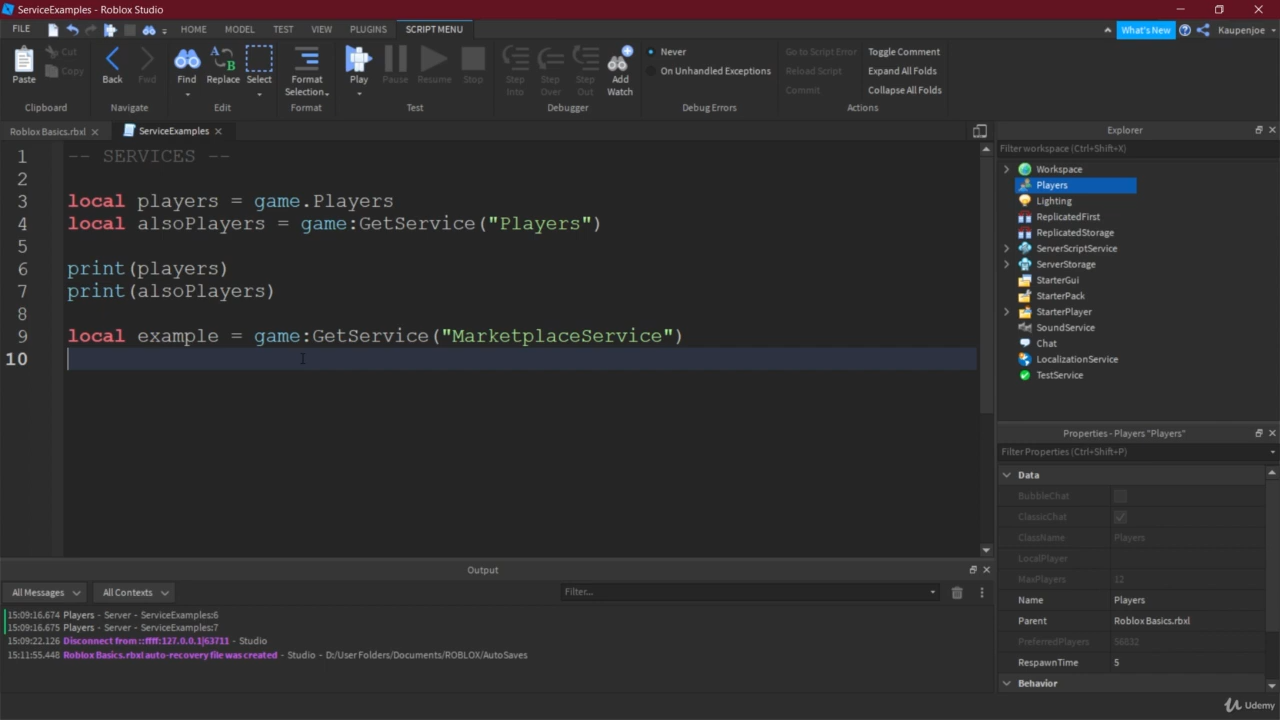 ServiceExamples - Roblox Studio
FILE HOME MODEL TEST VIEW PLUGINS SCRIPT MENU What's New Kaupenjoe
Paste Cut Copy
Back Fwd Find Replace Select Format Selection Play Pause Resume Stop Step Into Step Over Step Out Add Watch
Never
On Unhandled Exceptions
Go to Script Error
Reload Script
Commit
Toggle Comment
Expand All Folds
Collapse All Folds
Clipboard Navigate Edit Format Test Debugger Debug Errors Actions
Roblox Basics.rbxl ServiceExamples
1 -- SERVICES --
2
3 local players = game.Players
4 local alsoPlayers = game:GetService("Players")
5
6 print(players)
7 print(alsoPlayers)
8
9 local example = game:GetService("MarketplaceService")
10
Explorer
Filter workspace (Ctrl+Shift+X)
Workspace
Players
Lighting
ReplicatedFirst
ReplicatedStorage
ServerScriptService
ServerStorage
StarterGui
StarterPack
StarterPlayer
SoundService
Chat
LocalizationService
TestService
Properties - Players "Players"
Filter Properties (Ctrl+Shift+P)
Data
BubbleChat
ClassicChat
ClassName Players
LocalPlayer
MaxPlayers 12
Name Players
Parent Roblox Basics.rbxl
PreferredPlayers 56832
RespawnTime 5
Behavior
Output
All Messages All Contexts Filter...
15:09:16.674 Players - Server - ServiceExamples:6
15:09:16.675 Players - Server - ServiceExamples:7
15:09:22.126 Disconnect from ::ffff:127.0.0.1|63711 - Studio
15:11:55.448 Roblox Basics.rbxl auto-recovery file was created - Studio - D:/User Folders/Documents/ROBLOX/AutoSaves
Udemy